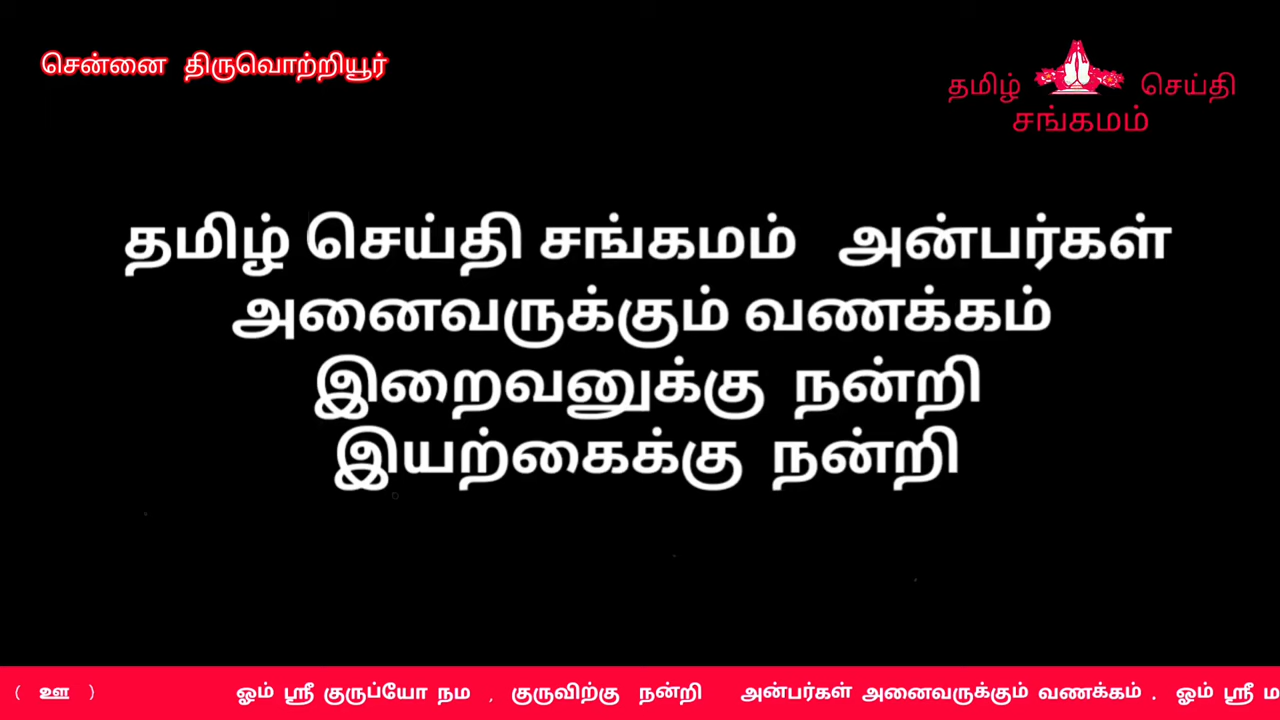 சென்னை திருவொற்றியூர்
தமிழ் செய்தி
சங்கமம்
தமிழ் செய்தி சங்கமம் அன்பர்கள்
அனைவருக்கும் வணக்கம்
இறைவனுக்கு நன்றி
இயற்கைக்கு நன்றி
( ஊ ) ஓம் ஸ்ரீ குருப்யோ நம , குருவிற்கு நன்றி அன்பர்கள் அனைவருக்கும் வணக்கம் . ஓம் ஸ்ரீ ம